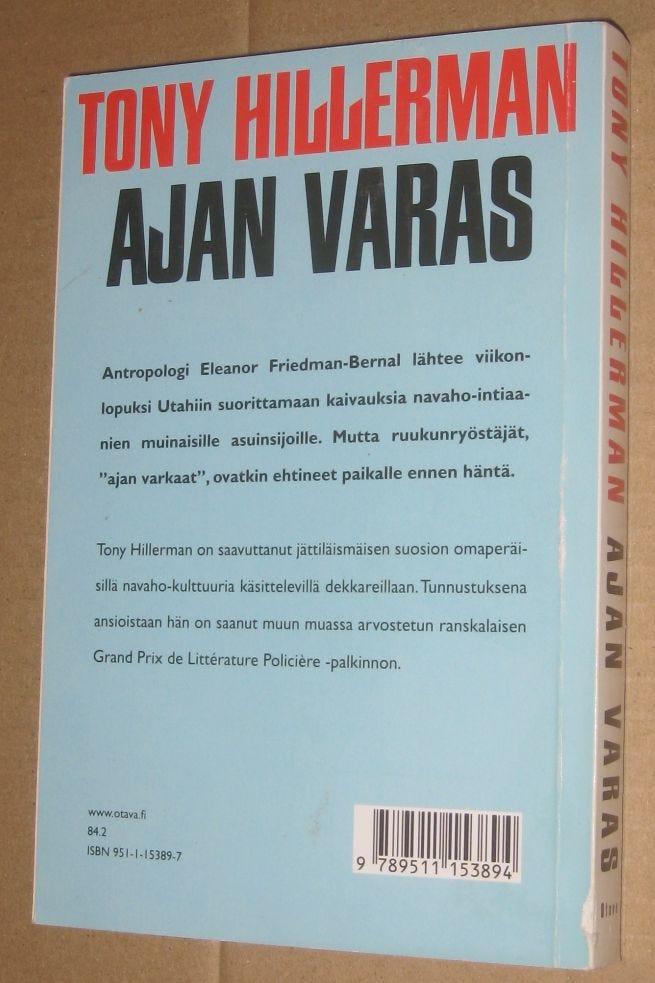 TONY HILLERMAN
AJAN VARAS
Antropologi Eleanor Friedman-Bernal lähtee viikon-
lopuksi Utahiin suorittamaan kaivauksia navaho-intiaa-
nien muinaisille asuinsijoille. Mutta ruukunryöstäjät,
”ajan varkaat”, ovatkin ehtineet paikalle ennen häntä.
Tony Hillerman on saavuttanut jättiläismäisen suosion omaperäi-
sillä navaho-kulttuuria käsittelevillä dekkareillaan. Tunnustuksena
ansioistaan hän on saanut muun muassa arvostetun ranskalaisen
Grand Prix de Littérature Policière -palkinnon.
www.otava.fi
84.2
ISBN 951-1-15389-7
9 789511 153894
TONY HILLERMAN AJAN VARAS Otava